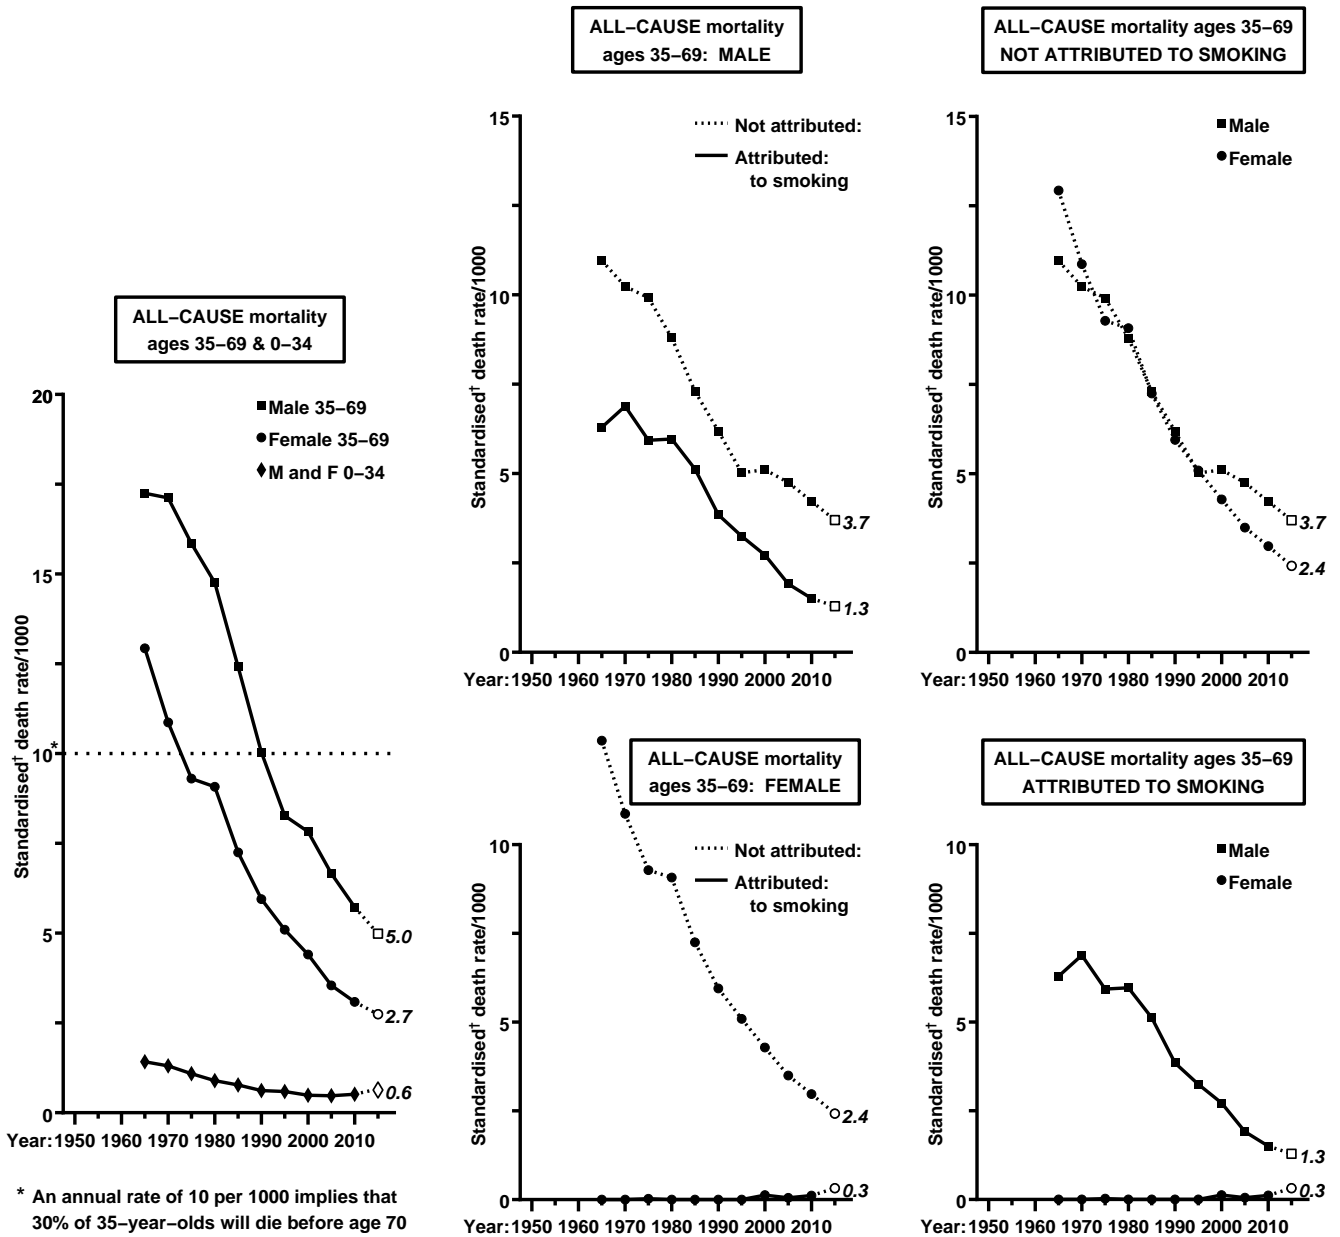 ALL−CAUSE mortality
ages 35−69 & 0−34
Male 35−69
Female 35−69
M and F 0−34
Standardised† death rate/1000
20
15
10*
5
0
5.0
2.7
0.6
Year: 1950 1960 1970 1980 1990 2000 2010
* An annual rate of 10 per 1000 implies that
30% of 35−year−olds will die before age 70
ALL−CAUSE mortality
ages 35−69: MALE
Not attributed:
Attributed:
to smoking
Standardised† death rate/1000
15
10
5
0
3.7
1.3
Year: 1950 1960 1970 1980 1990 2000 2010
ALL−CAUSE mortality ages 35−69
NOT ATTRIBUTED TO SMOKING
Male
Female
Standardised† death rate/1000
15
10
5
0
3.7
2.4
Year: 1950 1960 1970 1980 1990 2000 2010
ALL−CAUSE mortality
ages 35−69: FEMALE
Not attributed:
Attributed:
to smoking
Standardised† death rate/1000
10
5
0
2.4
0.3
Year: 1950 1960 1970 1980 1990 2000 2010
ALL−CAUSE mortality ages 35−69
ATTRIBUTED TO SMOKING
Male
Female
Standardised† death rate/1000
10
5
0
1.3
0.3
Year: 1950 1960 1970 1980 1990 2000 2010